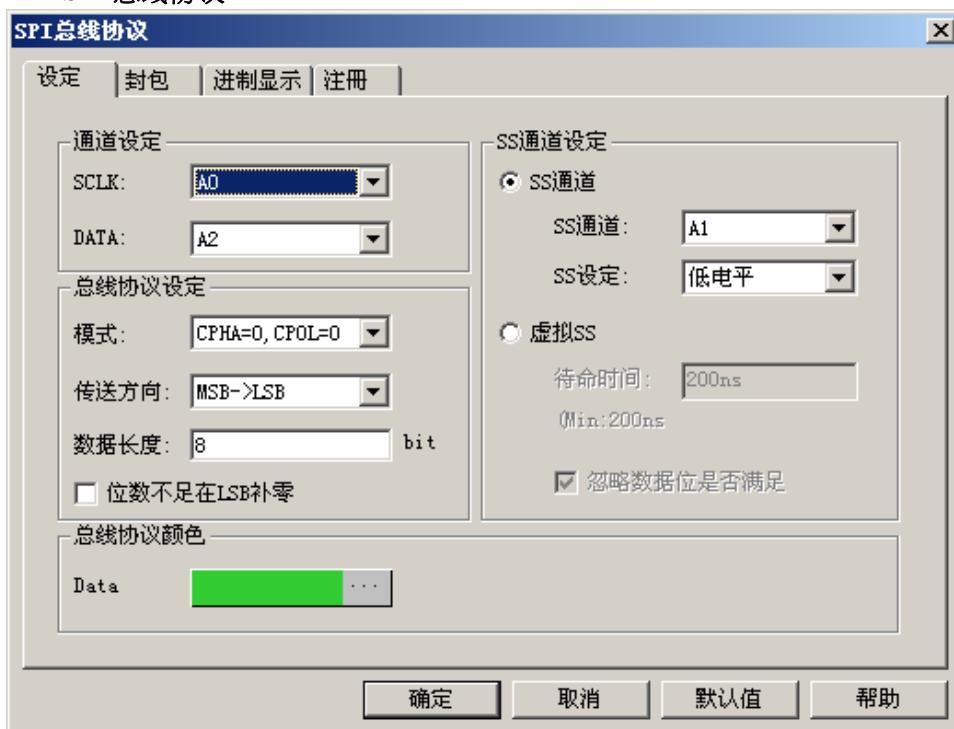 SPI总线协议
设定 封包 进制显示 注冊
通道设定
SCLK: A0
DATA: A2
总线协议设定
模式: CPHA=0,CPOL=0
传送方向: MSB->LSB
数据长度: 8 bit
位数不足在LSB补零
SS通道设定
SS通道
SS通道: A1
SS设定: 低电平
虚拟SS
待命时间: 200ns
(Min:200ns
忽略数据位是否满足
总线协议颜色
Data ...
确定 取消 默认值 帮助